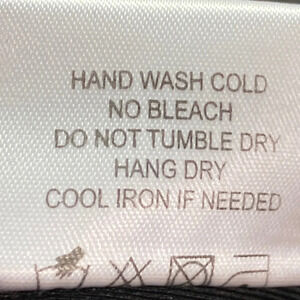 HAND WASH COLD
NO BLEACH
DO NOT TUMBLE DRY
HANG DRY
COOL IRON IF NEEDED